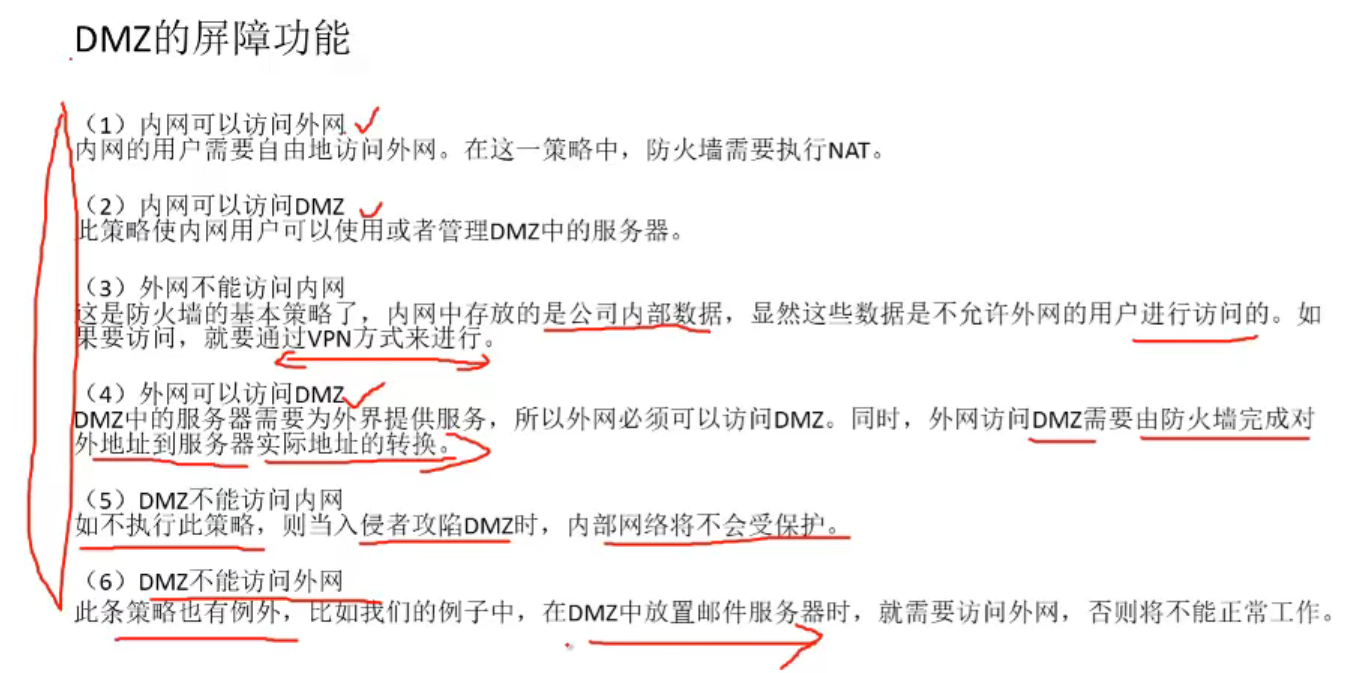 DMZ的屏障功能
（1）内网可以访问外网
内网的用户需要自由地访问外网。在这一策略中，防火墙需要执行NAT。
（2）内网可以访问DMZ
此策略使内网用户可以使用或者管理DMZ中的服务器。
（3）外网不能访问内网
这是防火墙的基本策略了，内网中存放的是公司内部数据，显然这些数据是不允许外网的用户进行访问的。如
果要访问，就要通过VPN方式来进行。
（4）外网可以访问DMZ
DMZ中的服务器需要为外界提供服务，所以外网必须可以访问DMZ。同时，外网访问DMZ需要由防火墙完成对
外地址到服务器实际地址的转换。
（5）DMZ不能访问内网
如不执行此策略，则当入侵者攻陷DMZ时，内部网络将不会受保护。
（6）DMZ不能访问外网
此条策略也有例外，比如我们的例子中，在DMZ中放置邮件服务器时，就需要访问外网，否则将不能正常工作。